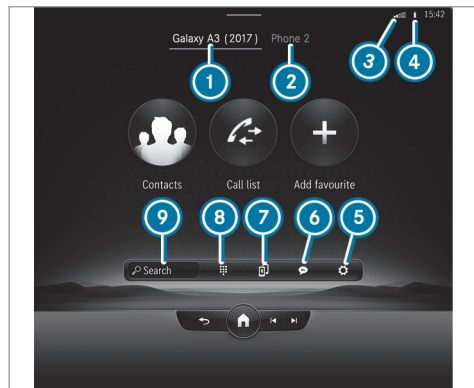 15:42
Galaxy A3 (2017) Phone 2
3 4
1 2
Contacts Call list Add favourite
9 8 7 6 5
Search